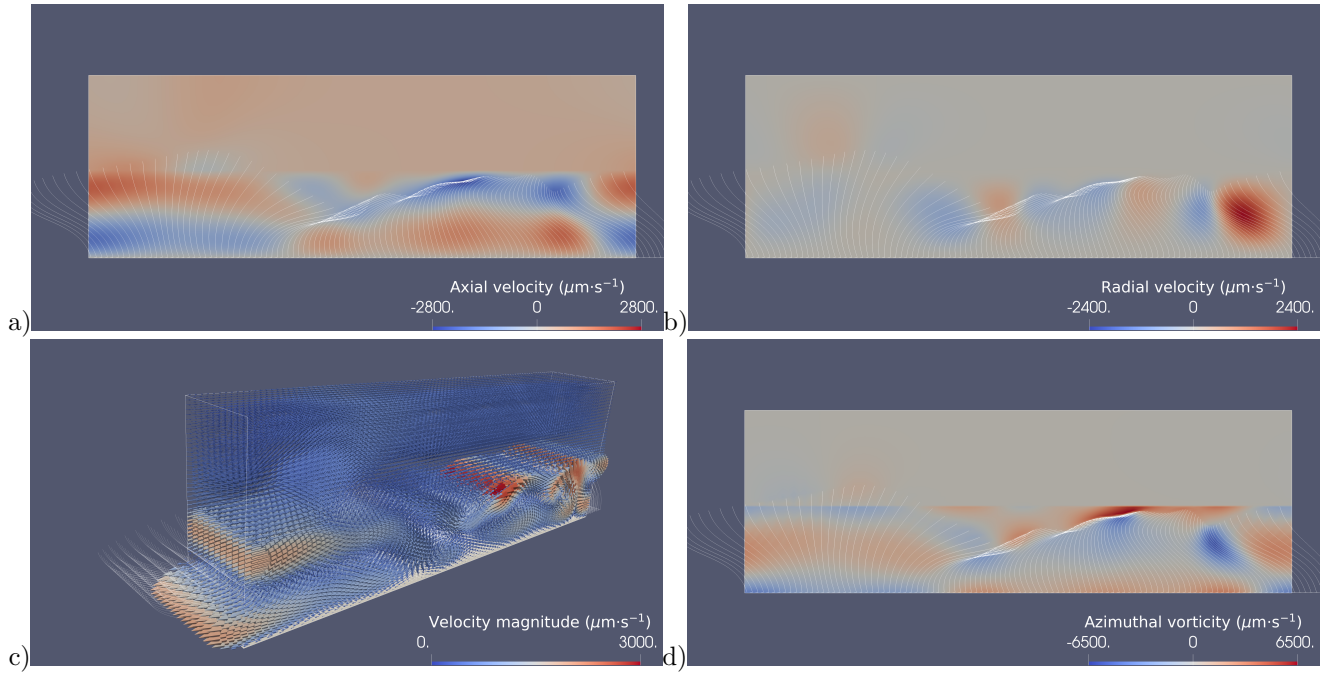 a)
Axial velocity (μm·s⁻¹)
-2800. 0 2800.
b)
Radial velocity (μm·s⁻¹)
-2400 0 2400.
c)
Velocity magnitude (μm·s⁻¹)
0. 3000.
d)
Azimuthal vorticity (μm·s⁻¹)
-6500. 0 6500.